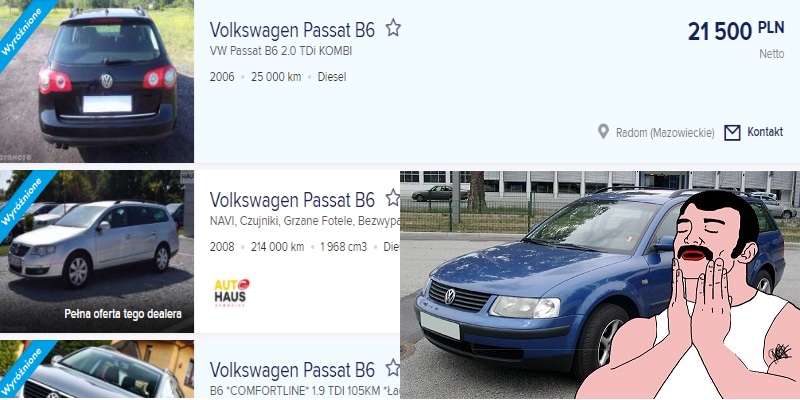 Wyróżnione
Volkswagen Passat B6
VW Passat B6 2.0 TDi KOMBI
2006 • 25 000 km • Diesel
21 500 PLN
Netto
Radom (Mazowieckie)
Kontakt
Wyróżnione
Pełna oferta tego dealera
Volkswagen Passat B6
NAVI, Czujniki, Grzane Fotele, Bezwypa
2008 • 214 000 km • 1 968 cm3 • Die
AUTO
HAUS
Wyróżnione
Volkswagen Passat B6
B6 *COMFORTLINE* 1.9 TDI 105KM *Ła